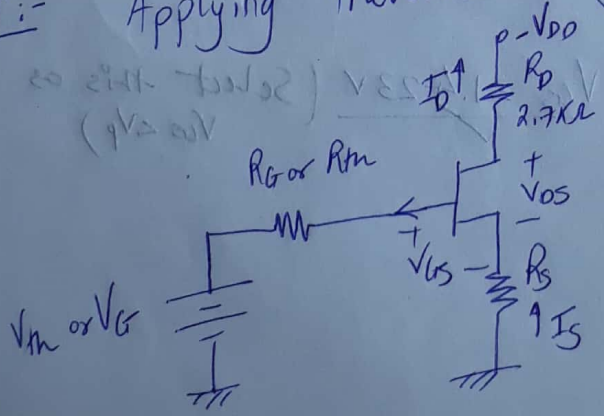 :- Applying
-VDD
ID RD
2.7KΩ
RG or Rth
+
VDS
-
+
VGS -
RS
IS
Vth or VG